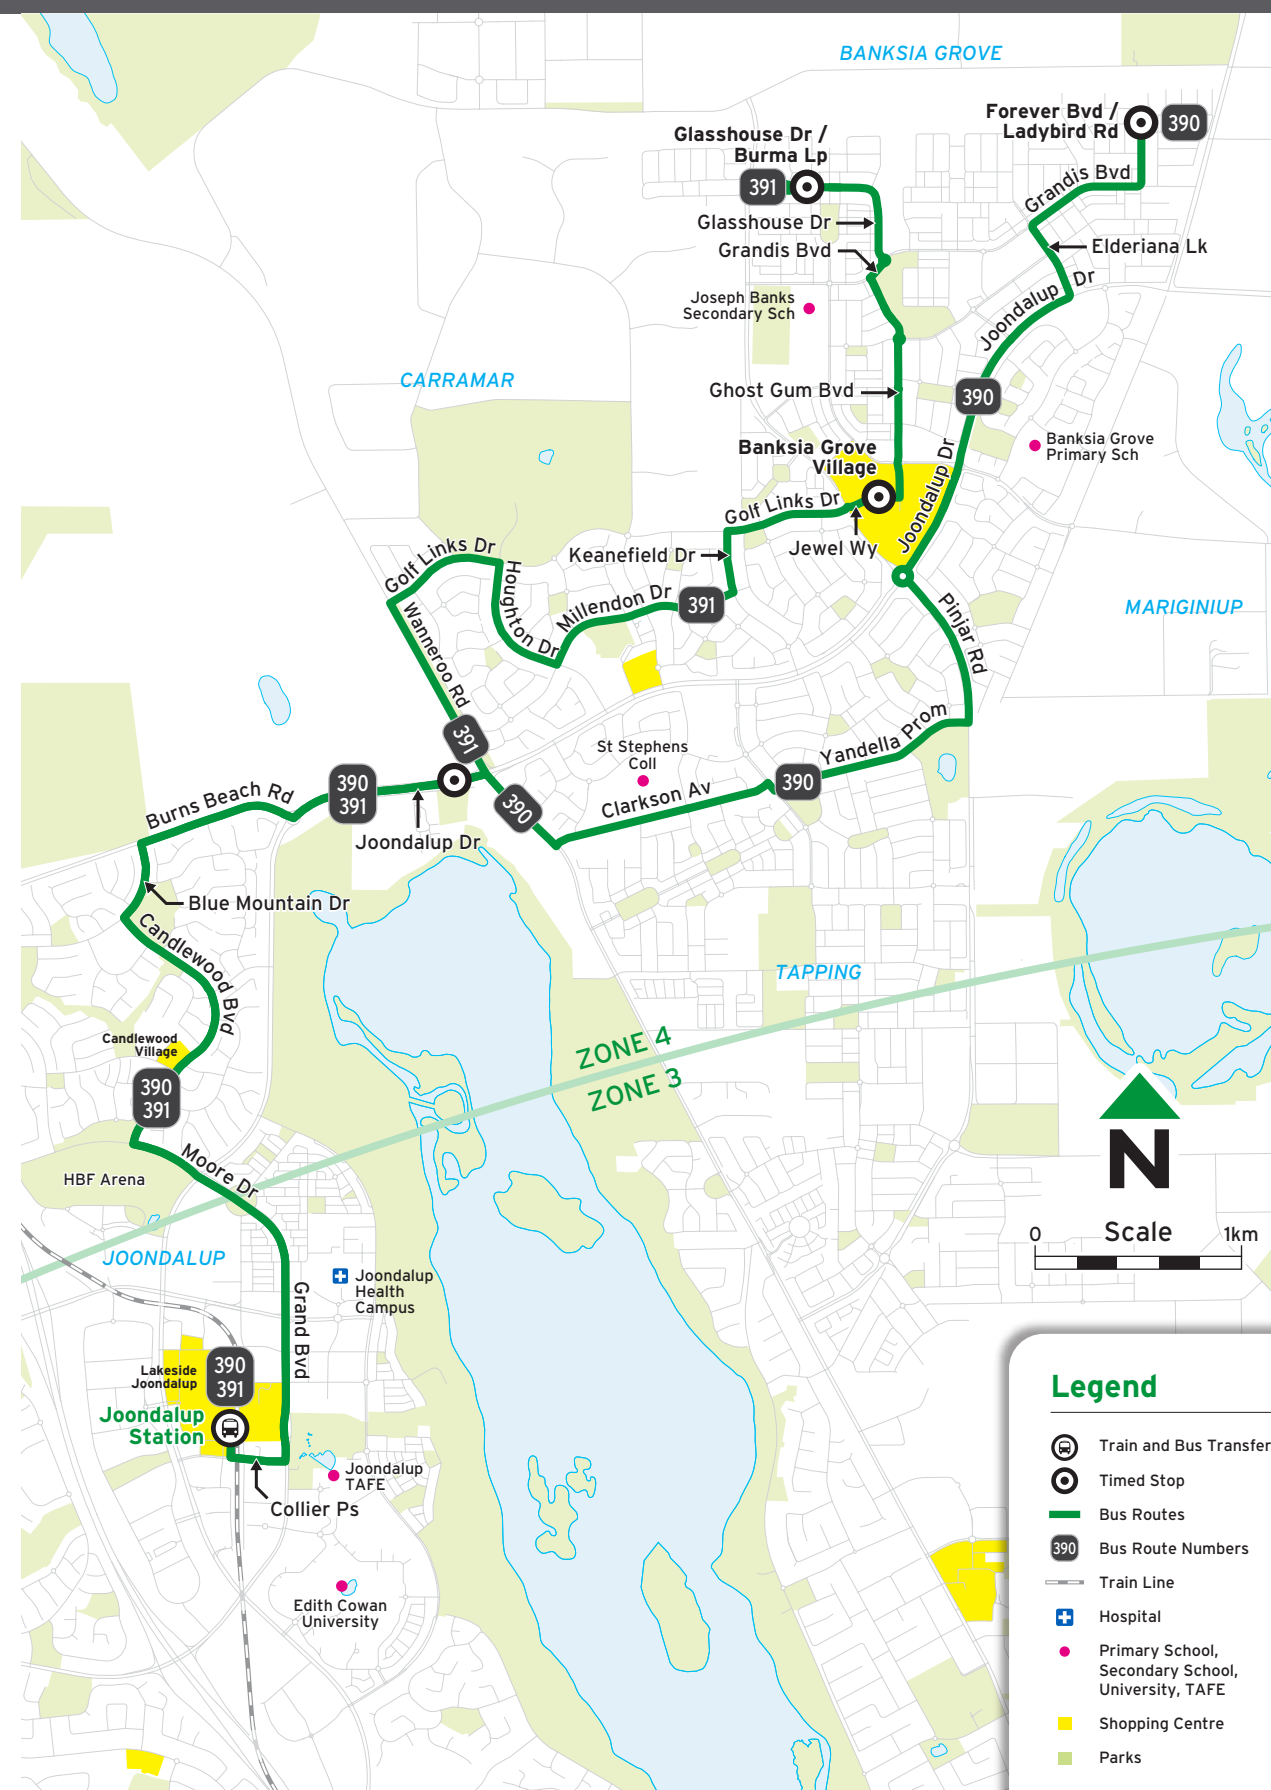 BANKSIA GROVE
Forever Bvd /
Ladybird Rd
390
Glasshouse Dr /
Burma Lp
391
Grandis Bvd
Glasshouse Dr
Grandis Bvd
Elderiana Lk
Joondalup Dr
Joseph Banks
Secondary Sch
CARRAMAR
Ghost Gum Bvd
390
Banksia Grove
Primary Sch
Banksia Grove
Village
Joondalup Dr
Golf Links Dr
Jewel Wy
Keanefield Dr
Golf Links Dr
Houghton Dr
Millendon Dr
391
Wanneroo Rd
Pinjar Rd
MARIGINIUP
391
St Stephens
Coll
Yandella Prom
390
Clarkson Av
390
Burns Beach Rd
390
391
Joondalup Dr
Blue Mountain Dr
Candlewood Bvd
TAPPING
Candlewood
Village
ZONE 4
ZONE 3
390
391
Moore Dr
HBF Arena
N
0
Scale
1km
JOONDALUP
Joondalup
Health
Campus
Grand Bvd
Lakeside
Joondalup
390
391
Joondalup
Station
Joondalup
TAFE
Collier Ps
Edith Cowan
University
Legend
Train and Bus Transfer
Timed Stop
Bus Routes
390
Bus Route Numbers
Train Line
Hospital
Primary School,
Secondary School,
University, TAFE
Shopping Centre
Parks